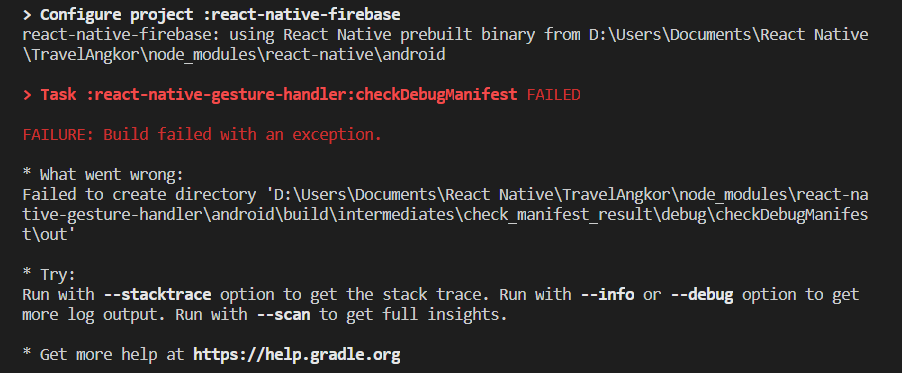 > Configure project :react-native-firebase
react-native-firebase: using React Native prebuilt binary from D:\Users\Documents\React Native
\TravelAngkor\node_modules\react-native\android
> Task :react-native-gesture-handler:checkDebugManifest FAILED
FAILURE: Build failed with an exception.
* What went wrong:
Failed to create directory 'D:\Users\Documents\React Native\TravelAngkor\node_modules\react-na
tive-gesture-handler\android\build\intermediates\check_manifest_result\debug\checkDebugManifes
t\out'
* Try:
Run with --stacktrace option to get the stack trace. Run with --info or --debug option to get
more log output. Run with --scan to get full insights.
* Get more help at https://help.gradle.org